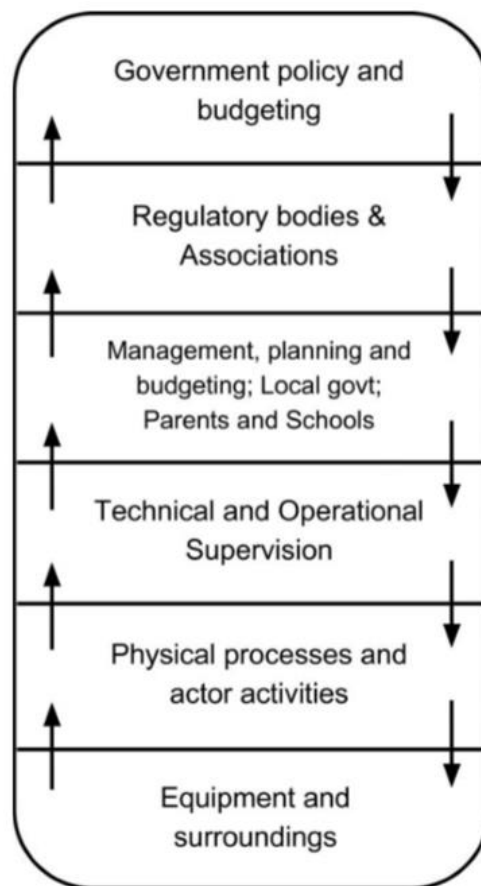 Government policy and
budgeting
Regulatory bodies &
Associations
Management, planning and
budgeting; Local govt;
Parents and Schools
Technical and Operational
Supervision
Physical processes and
actor activities
Equipment and
surroundings